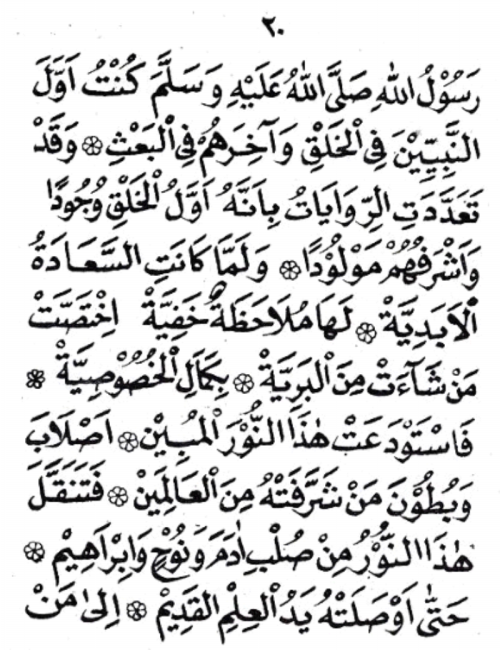 ٢٠
رَسُوْلُ اللهِ صَلَّى اللهُ عَلَيْهِ وَسَلَّمَ كُنْتُ اَوَّلَ
النَّبِيِّيْنَ فِي الْخَلْقِ وَآخِرَهُمْ فِي الْبَعْثِ ۞ وَقَدْ
تَعَدَّدَتِ الرِّوَايَاتُ بِاَنَّهُ اَوَّلُ الْخَلْقِ وُجُوْدًا
وَاَشْرَفُهُمْ مَوْلُوْدًا ۞ وَلَمَّا كَانَتِ السَّعَادَةُ
الْاَبَدِيَّةْ ۞ لَهَا مُلَاحَظَةٌ خَفِيَّةْ اِخْتَصَّتْ
مَنْ شَآءَتْ مِنَ الْبَرِيَّةْ ۞ بِكَمَالِ الْخُصُوْصِيَّةْ ۞
فَاسْتَوْدَعَتْ هٰذَا النُّوْرَ الْمُبِيْنَ ۞ اَصْلَابَ
وَبُطُوْنَ مَنْ شَرَّفَتْهُ مِنَ الْعَالَمِيْنَ ۞ فَتَنَقَّلَ
هٰذَا النُّوْرُ مِنْ صُلْبِ اٰدَمَ وَنُوْحٍ وَاِبْرَاهِيْمَ ۞
حَتّٰى اَوْصَلَتْهُ يَدُ الْعِلْمِ الْقَدِيْمِ ۞ اِلٰى مَنْ